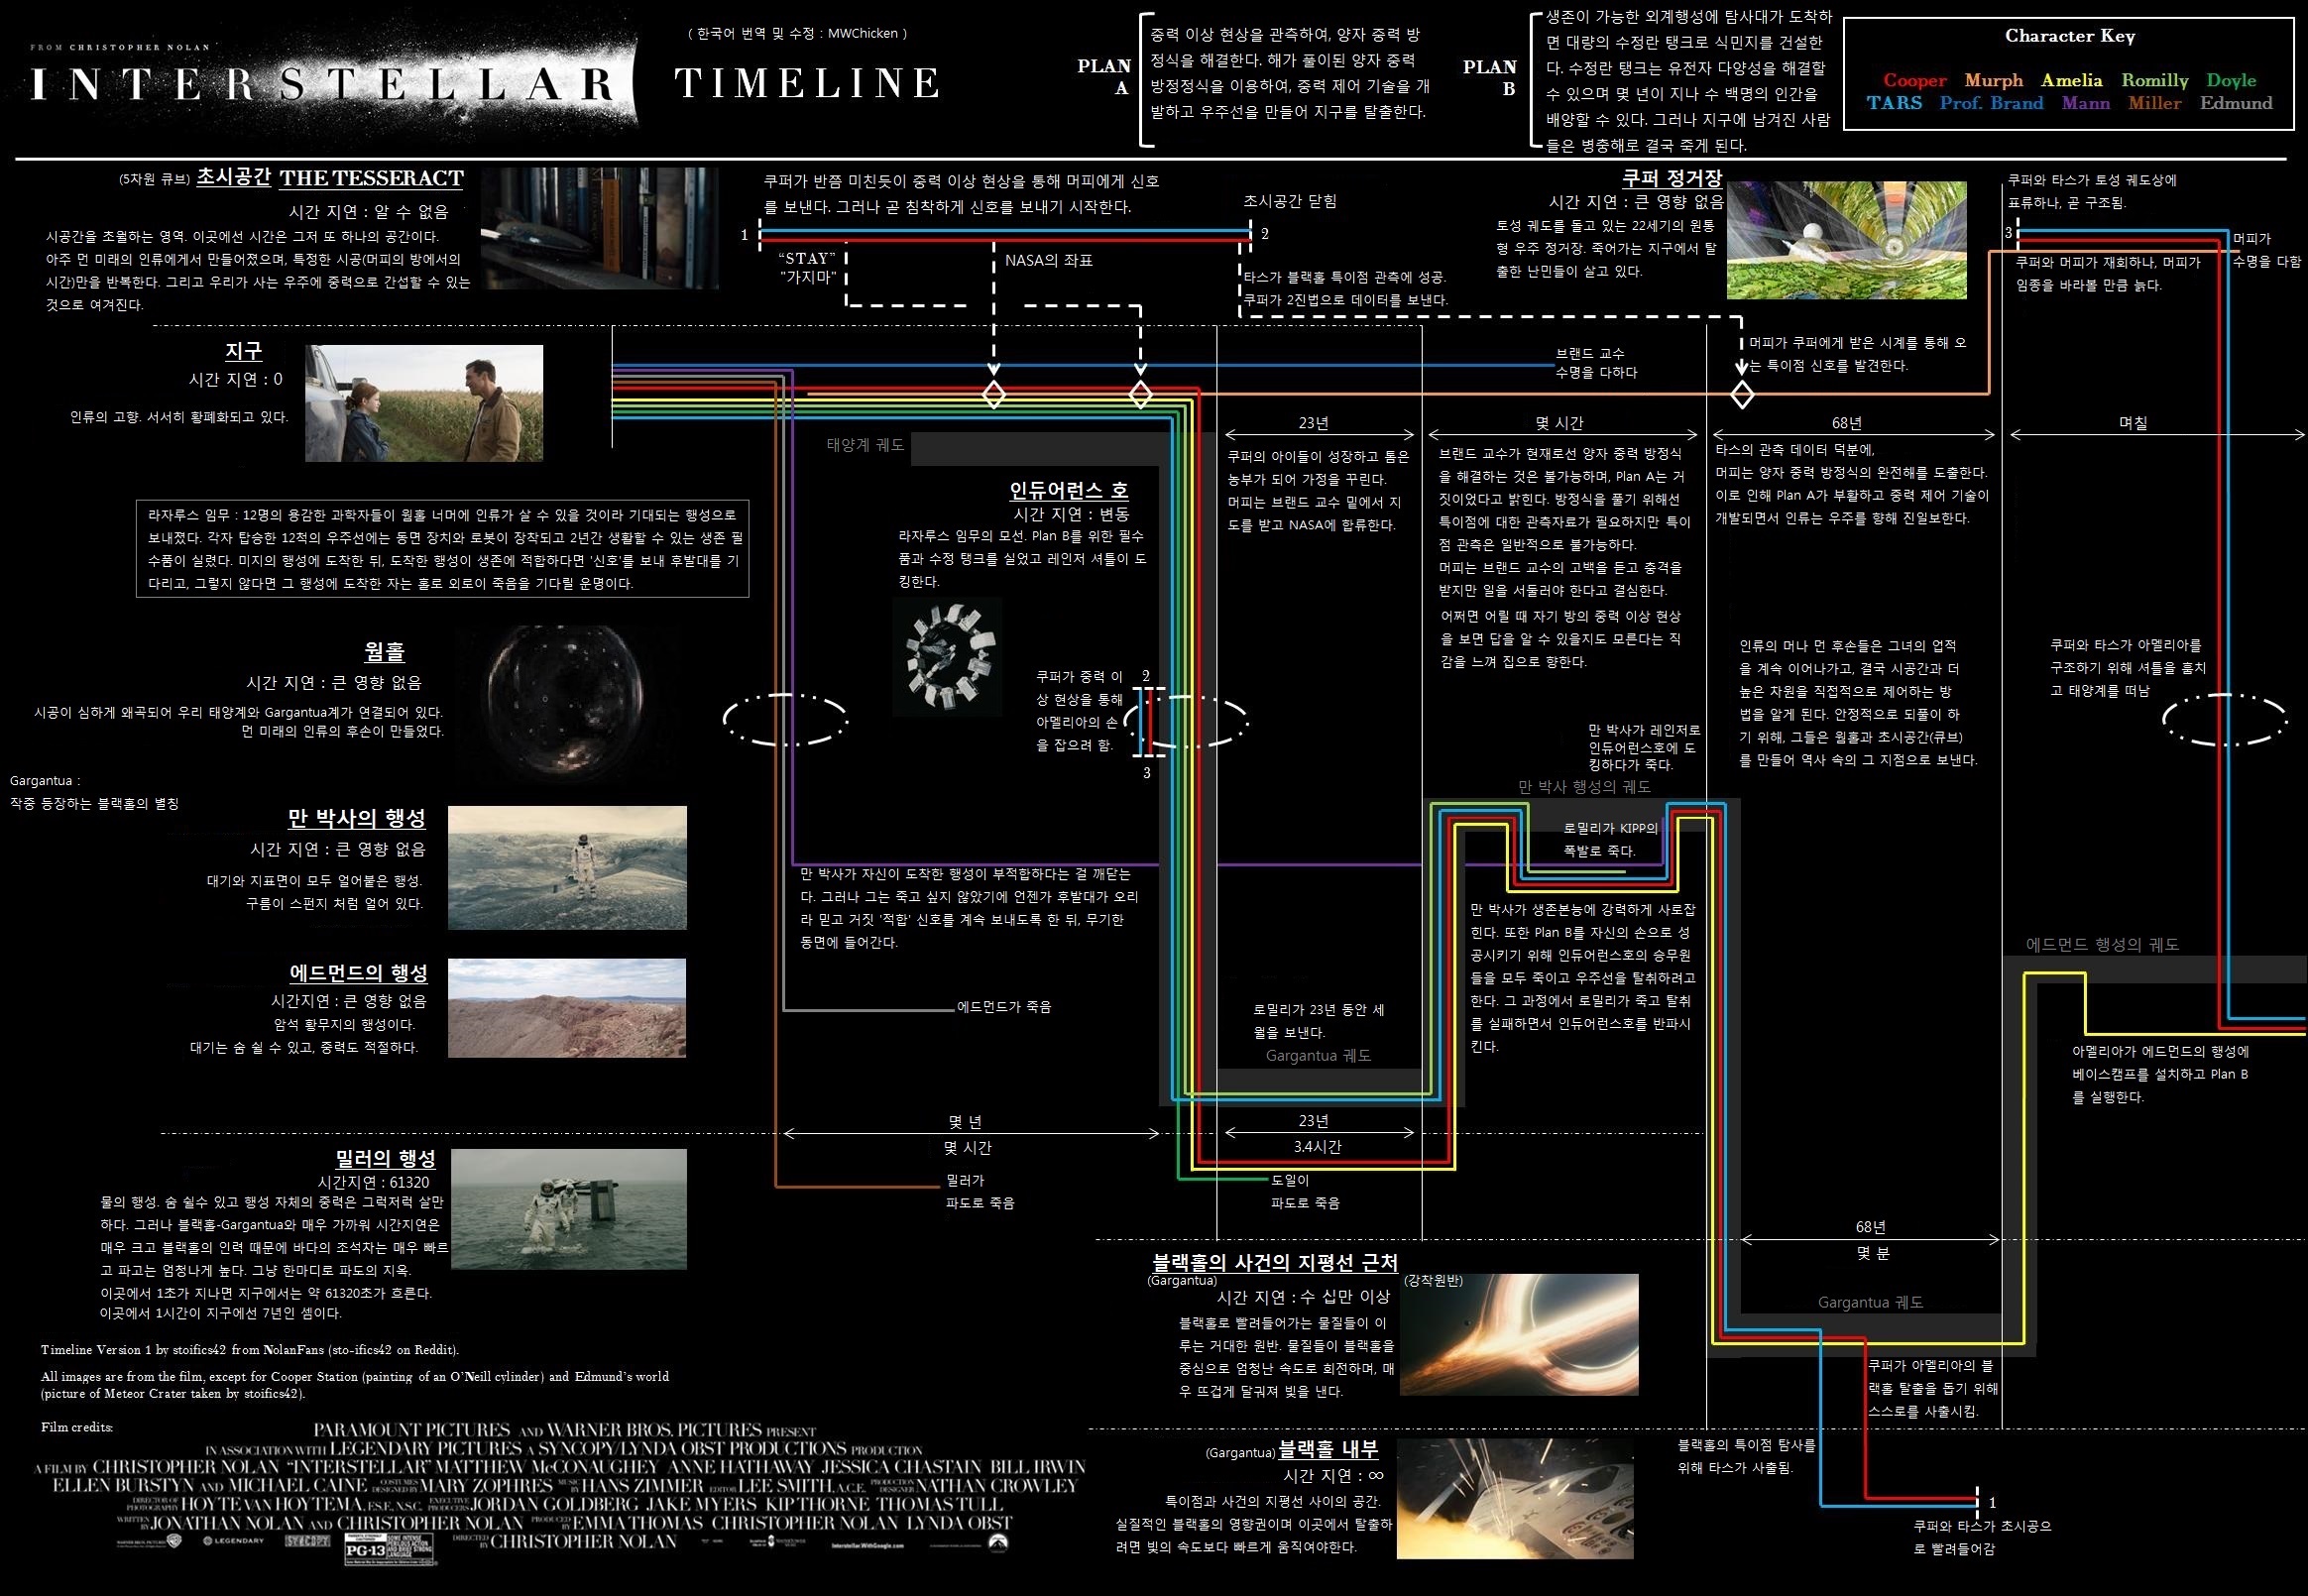 FROM CHRISTOPHER NOLAN
INTERSTELLAR
TIMELINE
( 한국어 번역 및 수정 : MWChicken )
PLAN
A
중력 이상 현상을 관측하여, 양자 중력 방
정식을 해결한다. 해가 풀이된 양자 중력
방정정식을 이용하여, 중력 제어 기술을 개
발하고 우주선을 만들어 지구를 탈출한다.
PLAN
B
생존이 가능한 외계행성에 탐사대가 도착하
면 대량의 수정란 탱크로 식민지를 건설한
다. 수정란 탱크는 유전자 다양성을 해결할
수 있으며 몇 년이 지나 수 백명의 인간을
배양할 수 있다. 그러나 지구에 남겨진 사람
들은 병충해로 결국 죽게 된다.
Character Key
Cooper Murph Amelia Romilly Doyle
TARS Prof. Brand Mann Miller Edmund
(5차원 큐브) 초시공간 THE TESSERACT
시간 지연 : 알 수 없음
시공간을 초월하는 영역. 이곳에선 시간은 그저 또 하나의 공간이다.
아주 먼 미래의 인류에게서 만들어졌으며, 특정한 시공(머피의 방에서의
시간)만을 반복한다. 그리고 우리가 사는 우주에 중력으로 간섭할 수 있는
것으로 여겨진다.
쿠퍼가 반쯤 미친듯이 중력 이상 현상을 통해 머피에게 신호
를 보낸다. 그러나 곧 침착하게 신호를 보내기 시작한다.
초시공간 닫힘
1
2
“STAY”
"가지마"
NASA의 좌표
타스가 블랙홀 특이점 관측에 성공.
쿠퍼가 2진법으로 데이터를 보낸다.
쿠퍼 정거장
시간 지연 : 큰 영향 없음
토성 궤도를 돌고 있는 22세기의 원통
형 우주 정거장. 죽어가는 지구에서 탈
출한 난민들이 살고 있다.
쿠퍼와 타스가 토성 궤도상에
표류하나, 곧 구조됨.
3
머피가
수명을 다함
쿠퍼와 머피가 재회하나, 머피가
임종을 바라볼 만큼 늙다.
지구
시간 지연 : 0
인류의 고향. 서서히 황폐화되고 있다.
브랜드 교수
수명을 다하다
머피가 쿠퍼에게 받은 시계를 통해 오
는 특이점 신호를 발견한다.
태양계 궤도
23년
몇 시간
68년
며칠
쿠퍼의 아이들이 성장하고 톰은
농부가 되어 가정을 꾸린다.
머피는 브랜드 교수 밑에서 지
도를 받고 NASA에 합류한다.
브랜드 교수가 현재로선 양자 중력 방정식
을 해결하는 것은 불가능하며, Plan A는 거
짓이었다고 밝힌다. 방정식을 풀기 위해선
특이점에 대한 관측자료가 필요하지만 특이
점 관측은 일반적으로 불가능하다.
머피는 브랜드 교수의 고백을 듣고 충격을
받지만 일을 서둘러야 한다고 결심한다.
어쩌면 어릴 때 자기 방의 중력 이상 현상
을 보면 답을 알 수 있을지도 모른다는 직
감을 느껴 집으로 향한다.
타스의 관측 데이터 덕분에,
머피는 양자 중력 방정식의 완전해를 도출한다.
이로 인해 Plan A가 부활하고 중력 제어 기술이
개발되면서 인류는 우주를 향해 진일보한다.
인듀어런스 호
시간 지연 : 변동
라자루스 임무의 모선. Plan B를 위한 필수
품과 수정 탱크를 실었고 레인저 셔틀이 도
킹한다.
라자루스 임무 : 12명의 용감한 과학자들이 웜홀 너머에 인류가 살 수 있을 것이라 기대되는 행성으로
보내졌다. 각자 탑승한 12척의 우주선에는 동면 장치와 로봇이 장착되고 2년간 생활할 수 있는 생존 필
수품이 실렸다. 미지의 행성에 도착한 뒤, 도착한 행성이 생존에 적합하다면 '신호'를 보내 후발대를 기
다리고, 그렇지 않다면 그 행성에 도착한 자는 홀로 외로이 죽음을 기다릴 운명이다.
웜홀
시간 지연 : 큰 영향 없음
시공이 심하게 왜곡되어 우리 태양계와 Gargantua계가 연결되어 있다.
먼 미래의 인류의 후손이 만들었다.
쿠퍼가 중력 이
상 현상을 통해
아멜리아의 손
을 잡으려 함.
2
3
인류의 머나 먼 후손들은 그녀의 업적
을 계속 이어나가고, 결국 시공간과 더
높은 차원을 직접적으로 제어하는 방
법을 알게 된다. 안정적으로 되풀이 하
기 위해, 그들은 웜홀과 초시공간(큐브)
를 만들어 역사 속의 그 지점으로 보낸다.
쿠퍼와 타스가 아멜리아를
구조하기 위해 셔틀을 훔치
고 태양계를 떠남
만 박사가 레인저로
인듀어런스호에 도
킹하다가 죽다.
만 박사 행성의 궤도
로밀리가 KIPP의
폭발로 죽다.
Gargantua :
작중 등장하는 블랙홀의 별칭
만 박사의 행성
시간 지연 : 큰 영향 없음
대기와 지표면이 모두 얼어붙은 행성.
구름이 스펀지 처럼 얼어 있다.
만 박사가 자신이 도착한 행성이 부적합하다는 걸 깨닫는
다. 그러나 그는 죽고 싶지 않았기에 언젠가 후발대가 오리
라 믿고 거짓 '적합' 신호를 계속 보내도록 한 뒤, 무기한
동면에 들어간다.
만 박사가 생존본능에 강력하게 사로잡
힌다. 또한 Plan B를 자신의 손으로 성
공시키기 위해 인듀어런스호의 승무원
들을 모두 죽이고 우주선을 탈취하려고
한다. 그 과정에서 로밀리가 죽고 탈취
를 실패하면서 인듀어런스호를 반파시
킨다.
에드먼드 행성의 궤도
에드먼드의 행성
시간지연 : 큰 영향 없음
암석 황무지의 행성이다.
대기는 숨 쉴 수 있고, 중력도 적절하다.
에드먼드가 죽음
로밀리가 23년 동안 세
월을 보낸다.
Gargantua 궤도
아멜리아가 에드먼드의 행성에
베이스캠프를 설치하고 Plan B
를 실행한다.
몇 년
몇 시간
23년
3.4시간
밀러의 행성
시간지연 : 61320
물의 행성. 숨 쉴수 있고 행성 자체의 중력은 그럭저럭 살만
하다. 그러나 블랙홀-Gargantua와 매우 가까워 시간지연은
매우 크고 블랙홀의 인력 때문에 바다의 조석차는 매우 빠르
고 파고는 엄청나게 높다. 그냥 한마디로 파도의 지옥.
이곳에서 1초가 지나면 지구에서는 약 61320초가 흐른다.
이곳에서 1시간이 지구에선 7년인 셈이다.
밀러가
파도로 죽음
도일이
파도로 죽음
68년
몇 분
Gargantua 궤도
블랙홀의 사건의 지평선 근처
(Gargantua)
(강착원반)
시간 지연 : 수 십만 이상
블랙홀로 빨려들어가는 물질들이 이
루는 거대한 원반. 물질들이 블랙홀을
중심으로 엄청난 속도로 회전하며, 매
우 뜨겁게 달궈져 빛을 낸다.
쿠퍼가 아멜리아의 블
랙홀 탈출을 돕기 위해
스스로를 사출시킴.
(Gargantua) 블랙홀 내부
시간 지연 : ∞
특이점과 사건의 지평선 사이의 공간.
실질적인 블랙홀의 영향권이며 이곳에서 탈출하
려면 빛의 속도보다 빠르게 움직여야한다.
블랙홀의 특이점 탐사를
위해 타스가 사출됨.
1
쿠퍼와 타스가 초시공으
로 빨려들어감
Timeline Version 1 by stoifics42 from NolanFans (sto-ifics42 on Reddit).
All images are from the film, except for Cooper Station (painting of an O'Neill cylinder) and Edmund's world
(picture of Meteor Crater taken by stoifics42).
Film credits:
PARAMOUNT PICTURES AND WARNER BROS. PICTURES PRESENT
IN ASSOCIATION WITH LEGENDARY PICTURES A SYNCOPY/LYNDA OBST PRODUCTIONS PRODUCTION
A FILM BY CHRISTOPHER NOLAN “INTERSTELLAR” MATTHEW McCONAUGHEY ANNE HATHAWAY JESSICA CHASTAIN BILL IRWIN
ELLEN BURSTYN AND MICHAEL CAINE COSTUMES DESIGNED BY MARY ZOPHRES MUSIC BY HANS ZIMMER EDITOR LEE SMITH, A.C.E. PRODUCTION DESIGNER NATHAN CROWLEY
DIRECTOR OF PHOTOGRAPHY HOYTE VAN HOYTEMA, F.S.F., N.S.C. EXECUTIVE PRODUCERS JORDAN GOLDBERG JAKE MYERS KIP THORNE THOMAS TULL
WRITTEN BY JONATHAN NOLAN AND CHRISTOPHER NOLAN PRODUCED BY EMMA THOMAS CHRISTOPHER NOLAN LYNDA OBST
LEGENDARY SYNCOPY PG-13 DIRECTED BY CHRISTOPHER NOLAN InterstellarWithGoogle.com